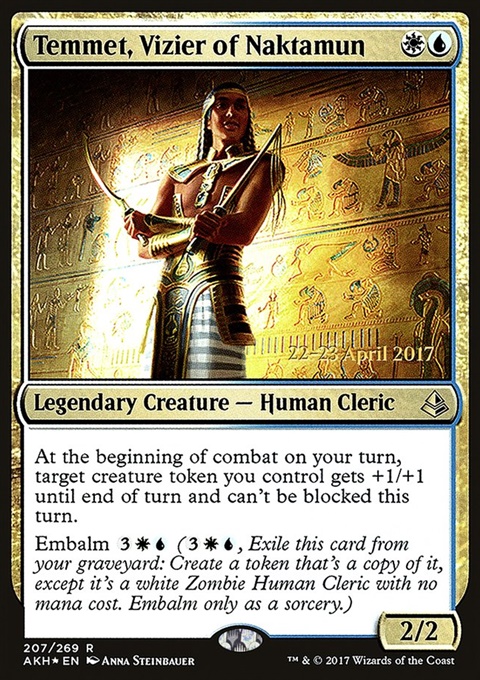 Temmet, Vizier of Naktamun
22–23 April 2017
Legendary Creature — Human Cleric
At the beginning of combat on your turn,
target creature token you control gets +1/+1
until end of turn and can't be blocked this
turn.
Embalm 3 (3, Exile this card from
your graveyard: Create a token that's a copy of it,
except it's a white Zombie Human Cleric with no
mana cost. Embalm only as a sorcery.)
2/2
207/269 R
AKH★EN Anna Steinbauer
™ & © 2017 Wizards of the Coast